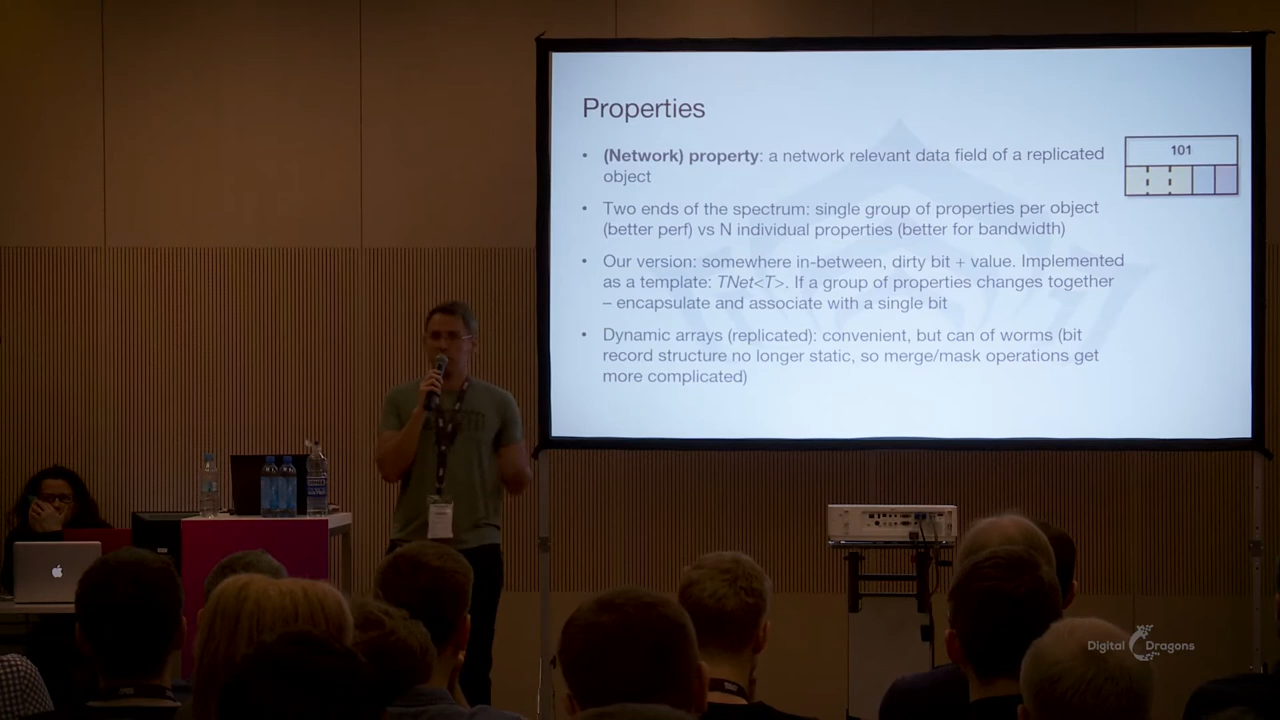 Properties
• (Network) property: a network relevant data field of a replicated
object
101
• Two ends of the spectrum: single group of properties per object
(better perf) vs N individual properties (better for bandwidth)
• Our version: somewhere in-between, dirty bit + value. Implemented
as a template: TNet<T>. If a group of properties changes together
– encapsulate and associate with a single bit
• Dynamic arrays (replicated): convenient, but can of worms (bit
record structure no longer static, so merge/mask operations get
more complicated)
Digital Dragons